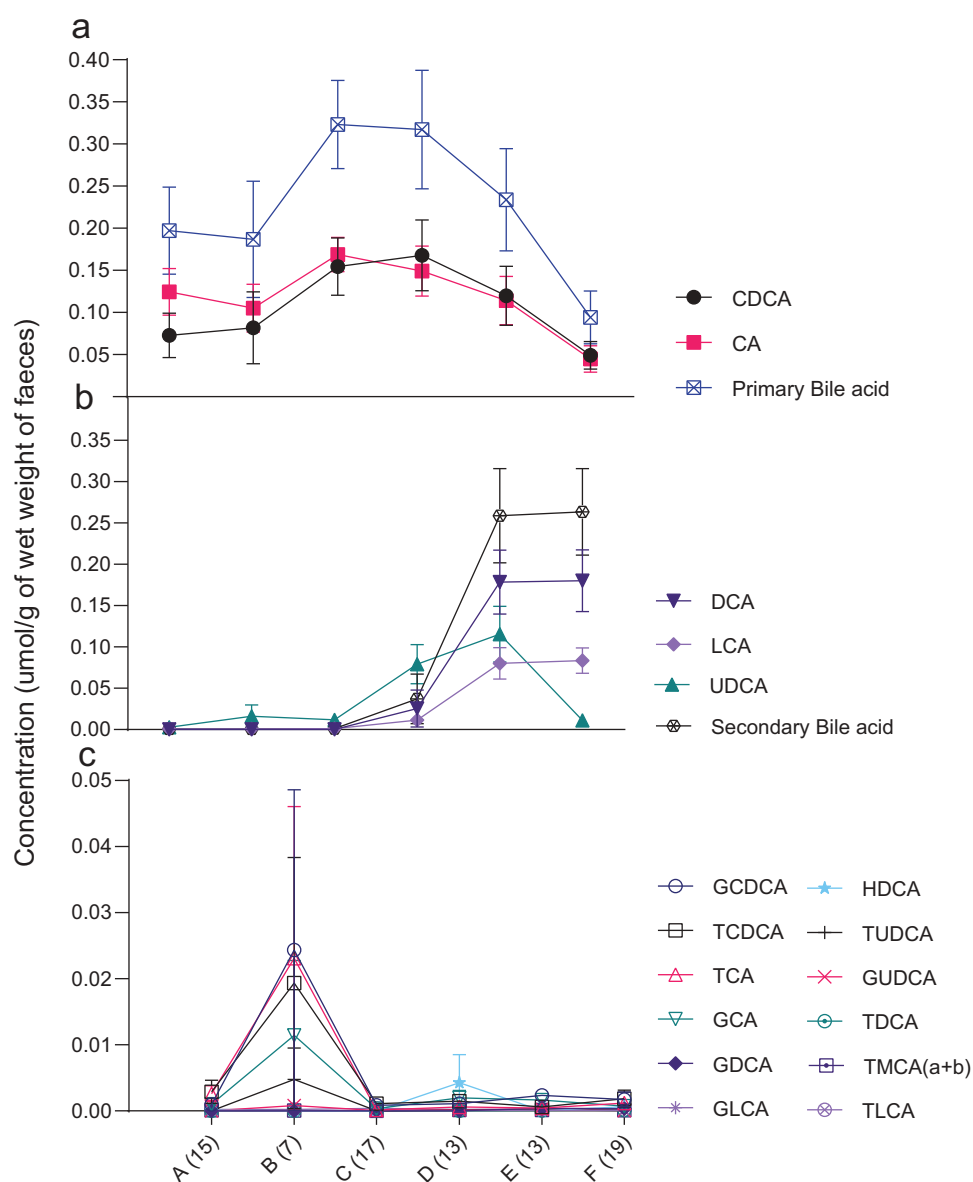 a
0.40
0.35
0.30
0.25
0.20
0.15
0.10
0.05
CDCA
CA
Primary Bile acid
Concentration (umol/g of wet weight of faeces)
b
0.35
0.30
0.25
0.20
0.15
0.10
0.05
0.00
DCA
LCA
UDCA
Secondary Bile acid
c
0.05
0.04
0.03
0.02
0.01
0.00
GCDCA
TCDCA
TCA
GCA
GDCA
GLCA
HDCA
TUDCA
GUDCA
TDCA
TMCA(a+b)
TLCA
A (15)
B (7)
C (17)
D (13)
E (13)
F (19)